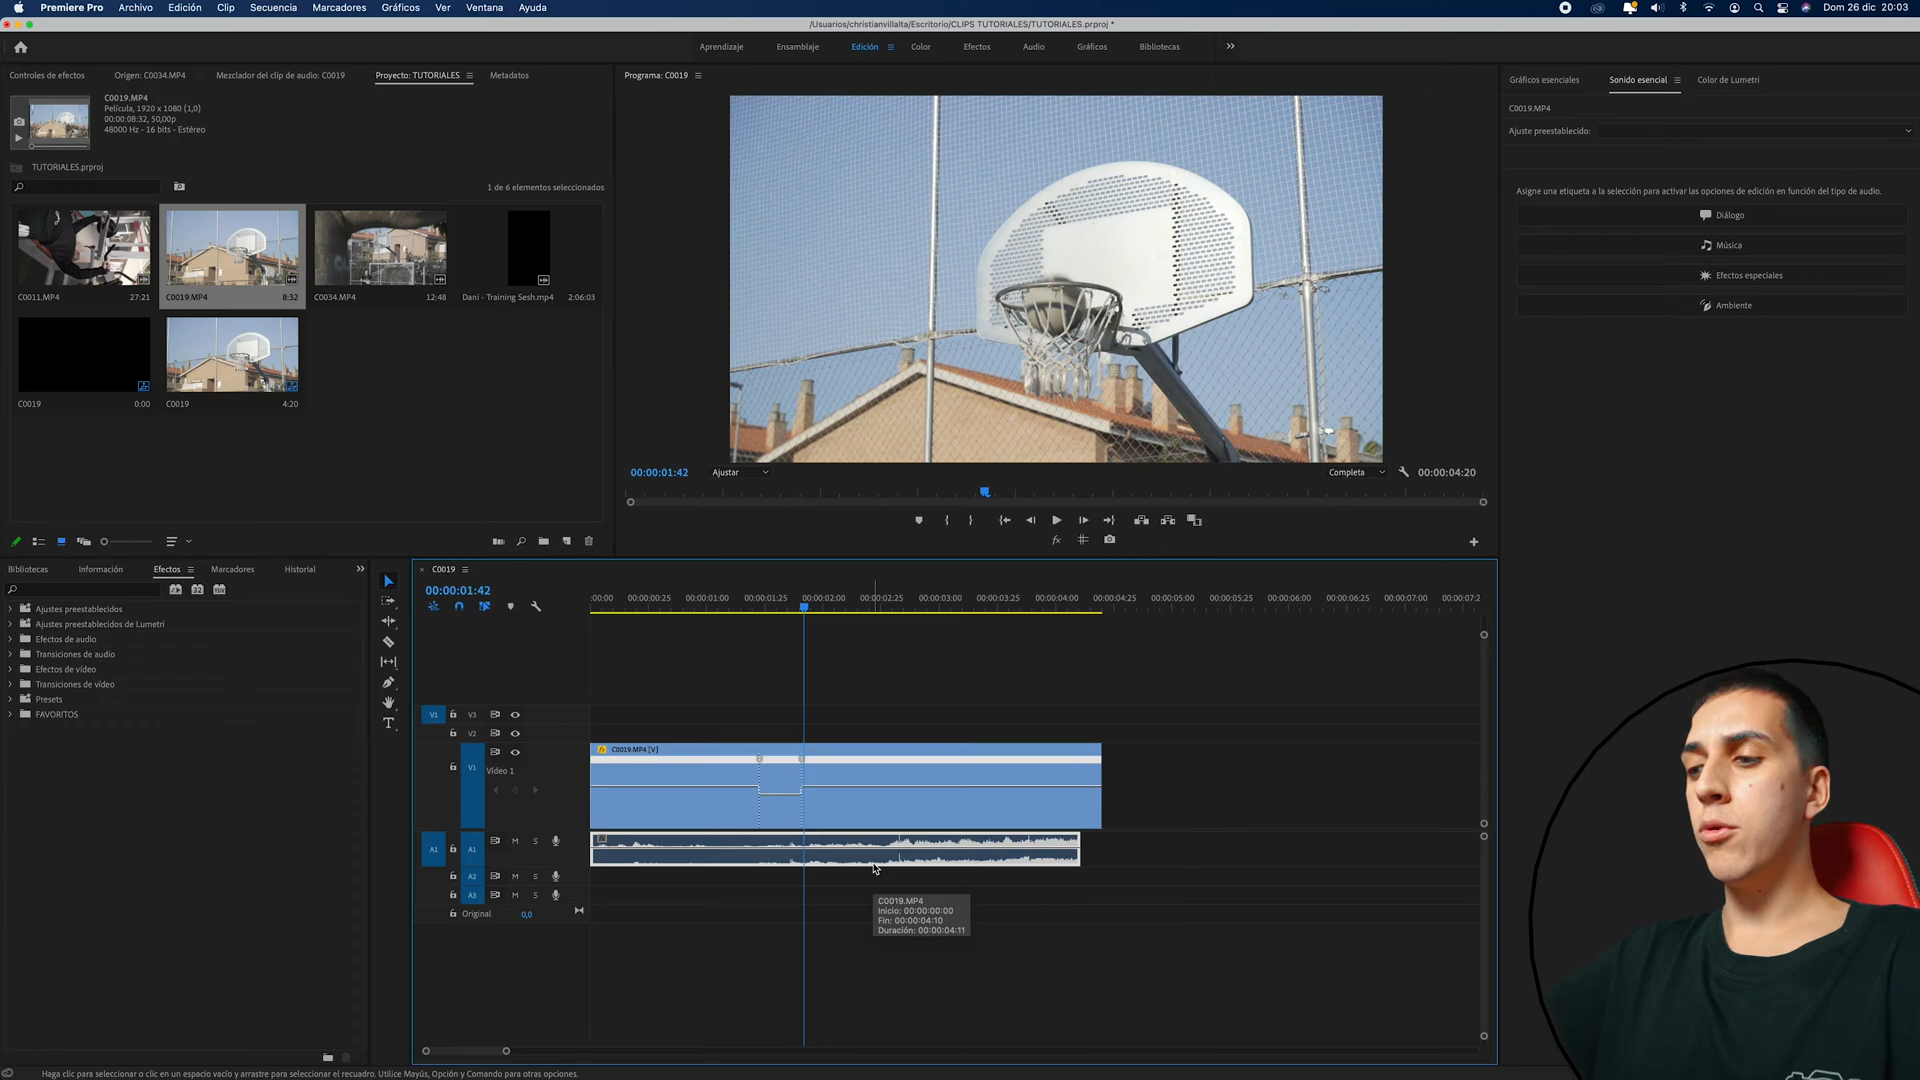 Premiere Pro Archivo Edición Clip Secuencia Marcadores Gráficos Ver Ventana Ayuda Dom 26 dic 20:03
/Usuarios/christianvillalta/Escritorio/CLIPS TUTORIALES/TUTORIALES.prproj *
Aprendizaje Ensamblaje Edición Color Efectos Audio Gráficos Bibliotecas
Controles de efectos Origen: C0034.MP4 Mezclador del clip de audio: C0019 Proyecto: TUTORIALES Metadatos
C0019.MP4
Película, 1920 x 1080 (1,0)
00:00:08:32, 50,00p
48000 Hz - 16 bits - Estéreo
TUTORIALES.prproj
1 de 6 elementos seleccionados
C0011.MP4 27:21 C0019.MP4 8:32 C0034.MP4 12:48 Dani - Training Sesh.mp4 2:06:03
C0019 0:00 C0019 4:20
Programa: C0019
00:00:01:42 Ajustar Completa 00:00:04:20
Gráficos esenciales Sonido esencial Color de Lumetri
C0019.MP4
Ajuste preestablecido:
Asigne una etiqueta a la selección para activar las opciones de edición en función del tipo de audio.
Diálogo
Música
Efectos especiales
Ambiente
Bibliotecas Información Efectos Marcadores Historial
Ajustes preestablecidos
Ajustes preestablecidos de Lumetri
Efectos de audio
Transiciones de audio
Efectos de vídeo
Transiciones de vídeo
Presets
FAVORITOS
C0019
00:00:01:42
:00:00 00:00:00:25 00:00:01:00 00:00:01:25 00:00:02:00 00:00:02:25 00:00:03:00 00:00:03:25 00:00:04:00 00:00:04:25 00:00:05:00 00:00:05:25 00:00:06:00 00:00:06:25 00:00:07:00 00:00:07:2
V1 V3
V2
V1 Vídeo 1
C0019.MP4 [V]
A1 A1 M S
A2 M S
A3 M S
Original 0,0
C0019.MP4
Inicio: 00:00:00:00
Fin: 00:00:04:10
Duración: 00:00:04:11
Haga clic para seleccionar o clic en un espacio vacío y arrastre para seleccionar el recuadro. Utilice Mayús, Opción y Comando para otras opciones.